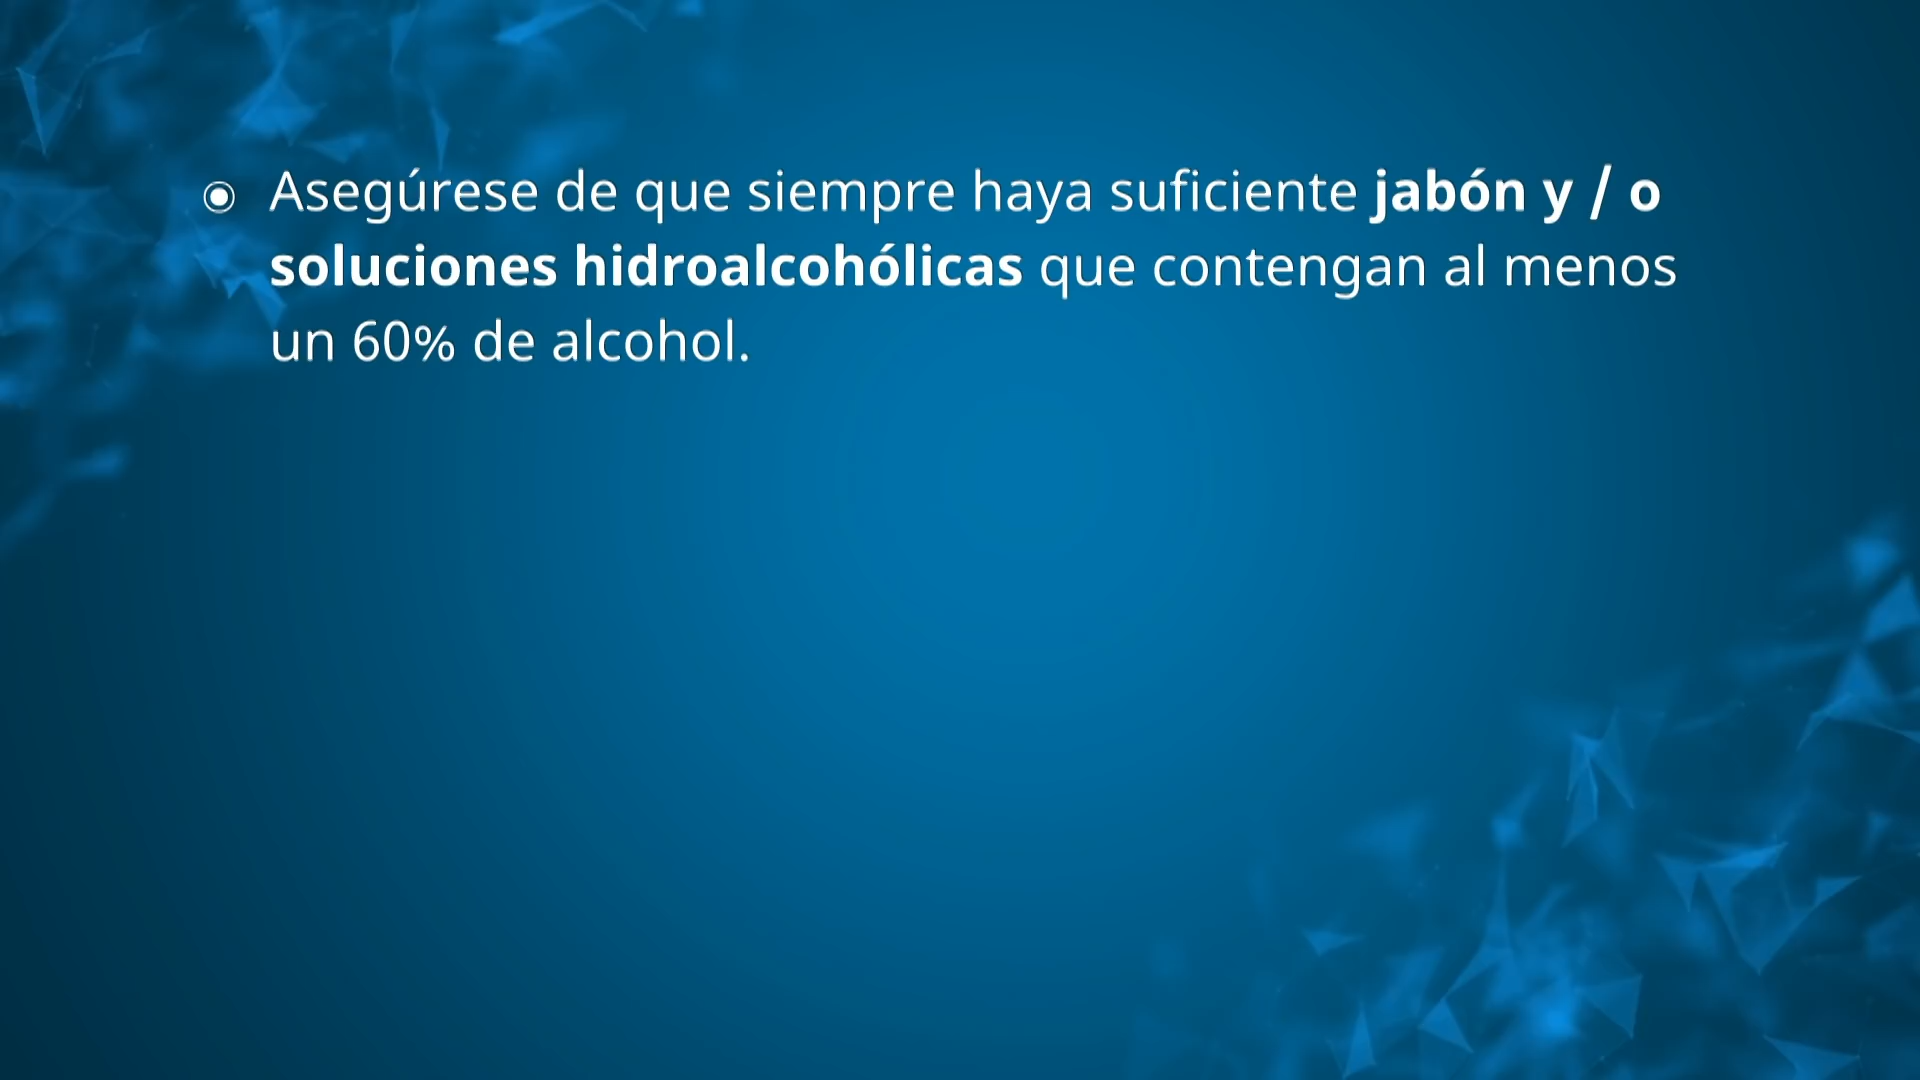 Asegúrese de que siempre haya suficiente jabón y / o
soluciones hidroalcohólicas que contengan al menos
un 60% de alcohol.